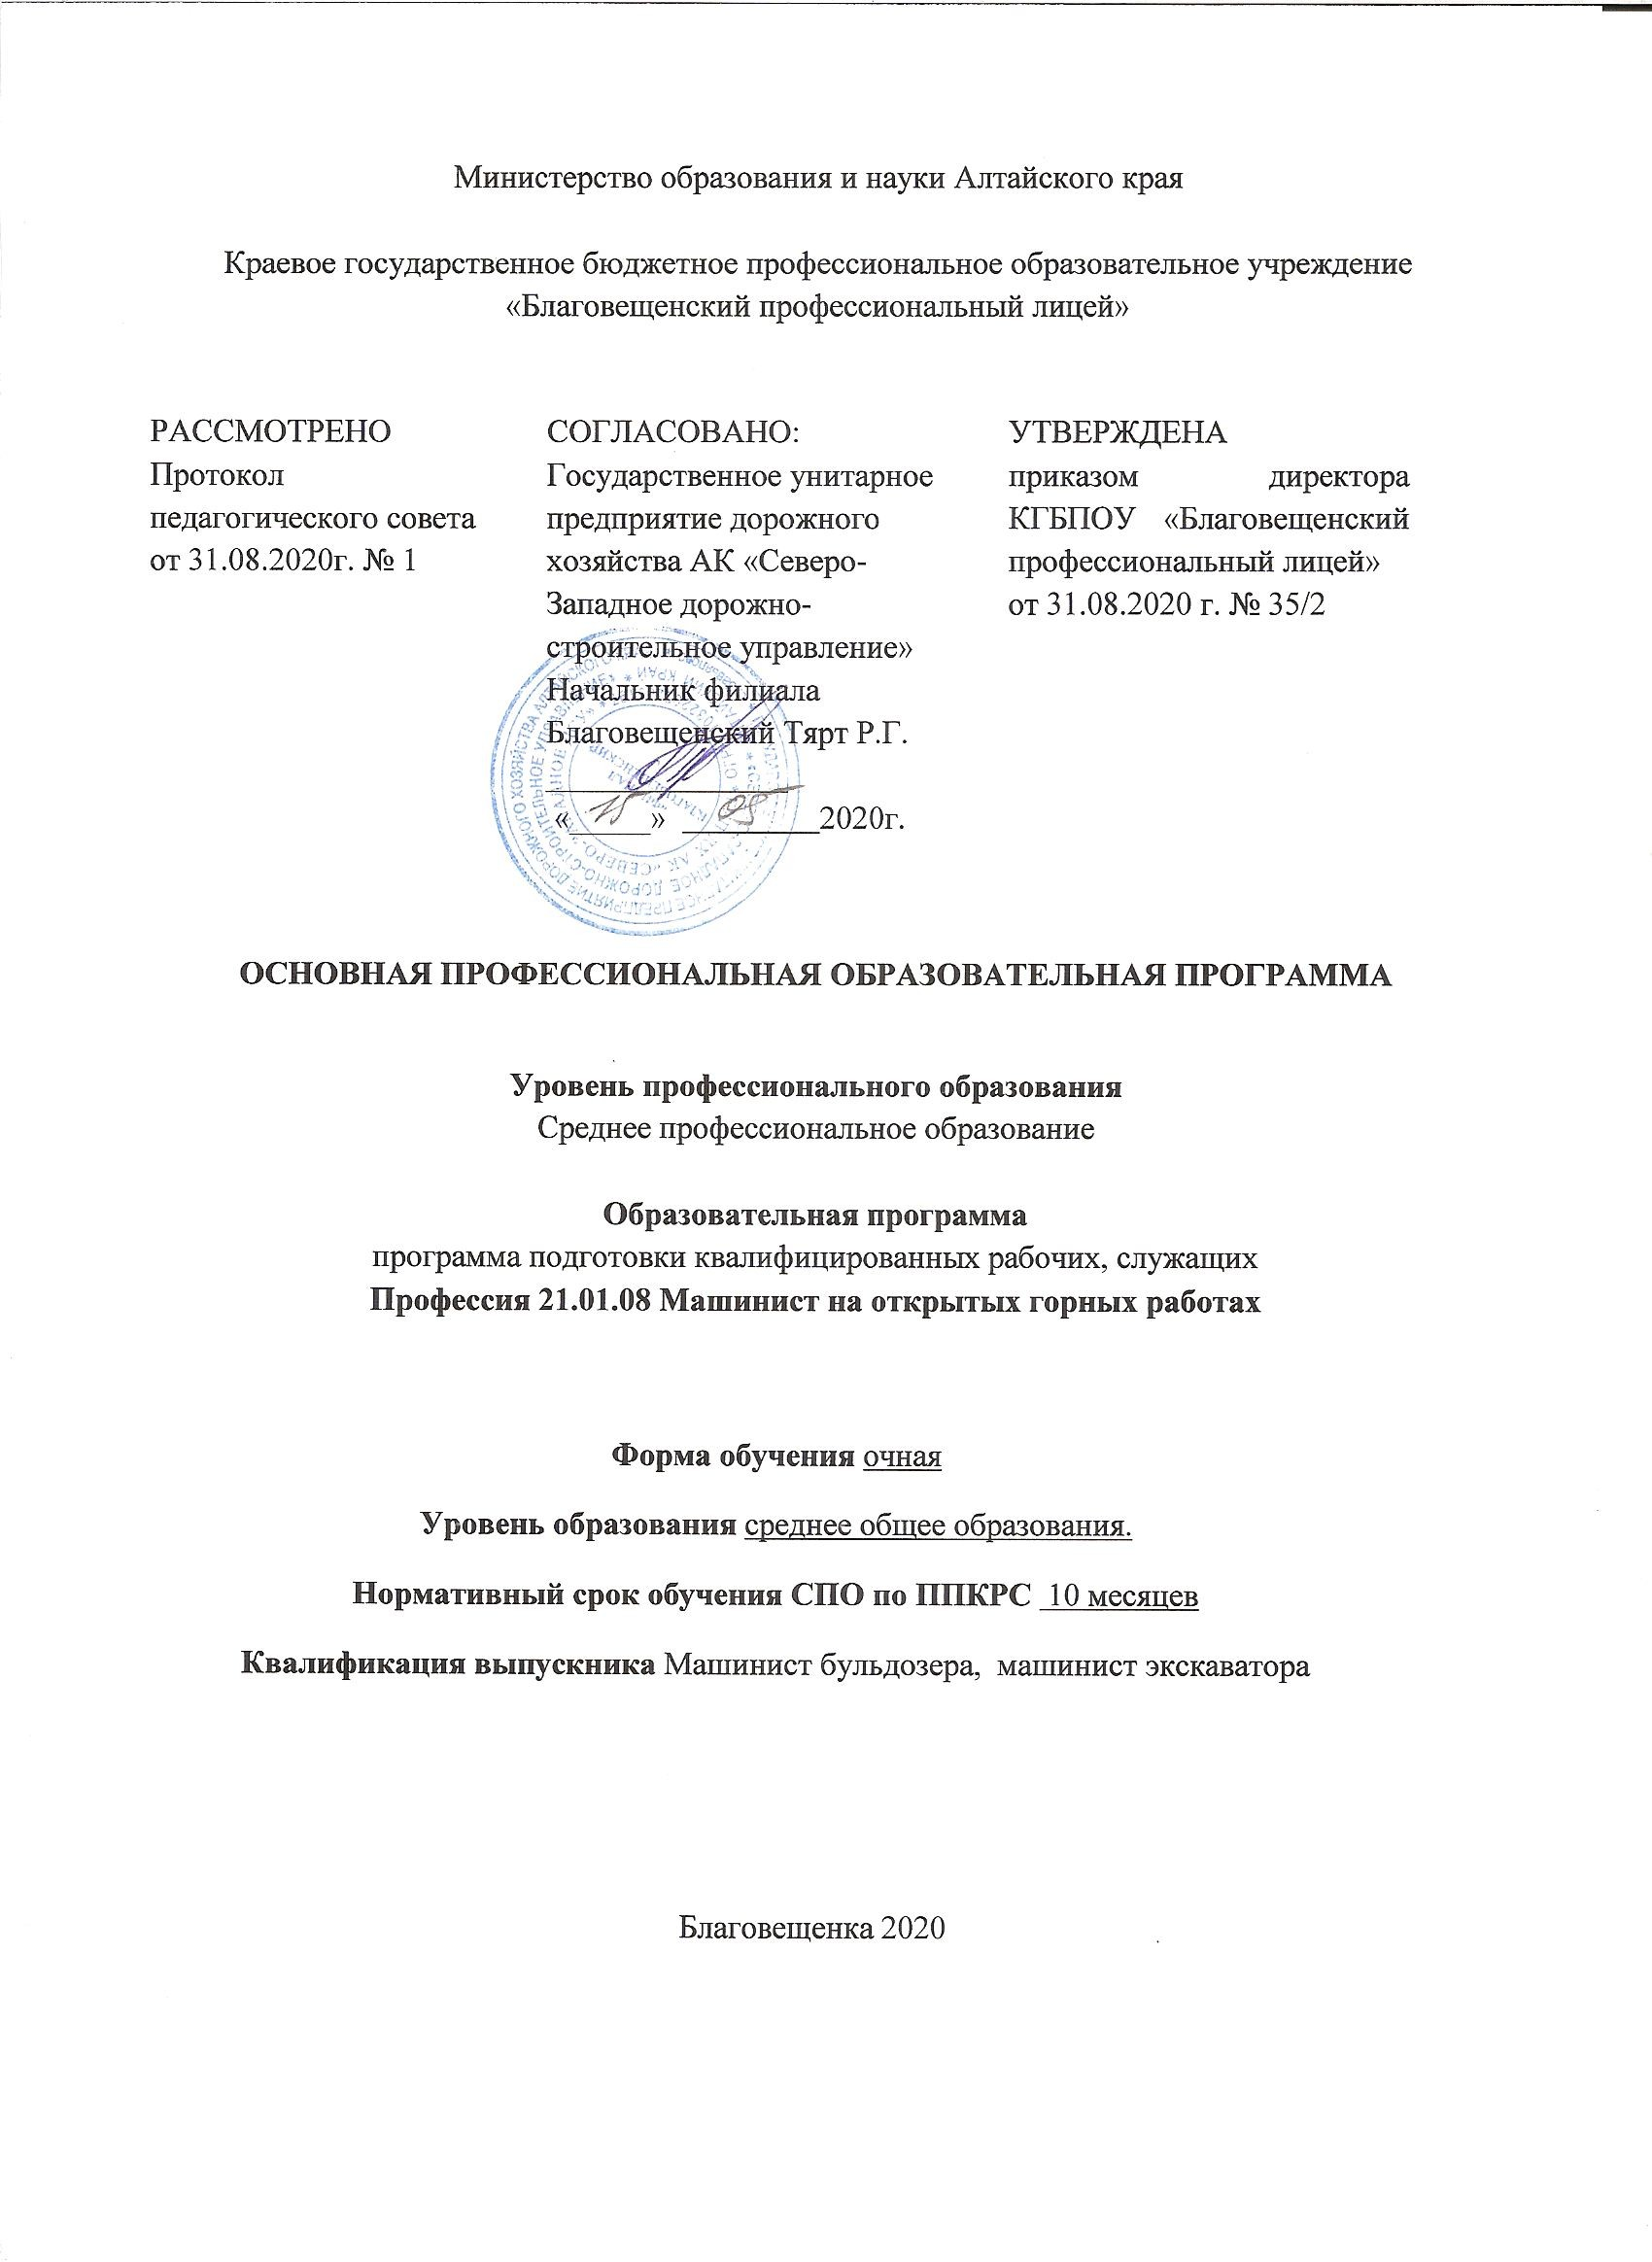 Министерство образования и науки Алтайского края
Краевое государственное бюджетное профессиональное образовательное учреждение
«Благовещенский профессиональный лицей»
РАССМОТРЕНО
Протокол
педагогического совета
от 31.08.2020г. № 1
СОГЛАСОВАНО:
Государственное унитарное
предприятие дорожного
хозяйства АК «Северо-
Западное дорожно-
строительное управление»
Начальник филиала
Благовещенский Тярт Р.Г.
«15» 09 2020г.
УТВЕРЖДЕНА
приказом директора
КГБПОУ «Благовещенский
профессиональный лицей»
от 31.08.2020 г. № 35/2
ОСНОВНАЯ ПРОФЕССИОНАЛЬНАЯ ОБРАЗОВАТЕЛЬНАЯ ПРОГРАММА
Уровень профессионального образования
Среднее профессиональное образование
Образовательная программа
программа подготовки квалифицированных рабочих, служащих
Профессия 21.01.08 Машинист на открытых горных работах
Форма обучения очная
Уровень образования среднее общее образования.
Нормативный срок обучения СПО по ППКРС 10 месяцев
Квалификация выпускника Машинист бульдозера, машинист экскаватора
Благовещенка 2020